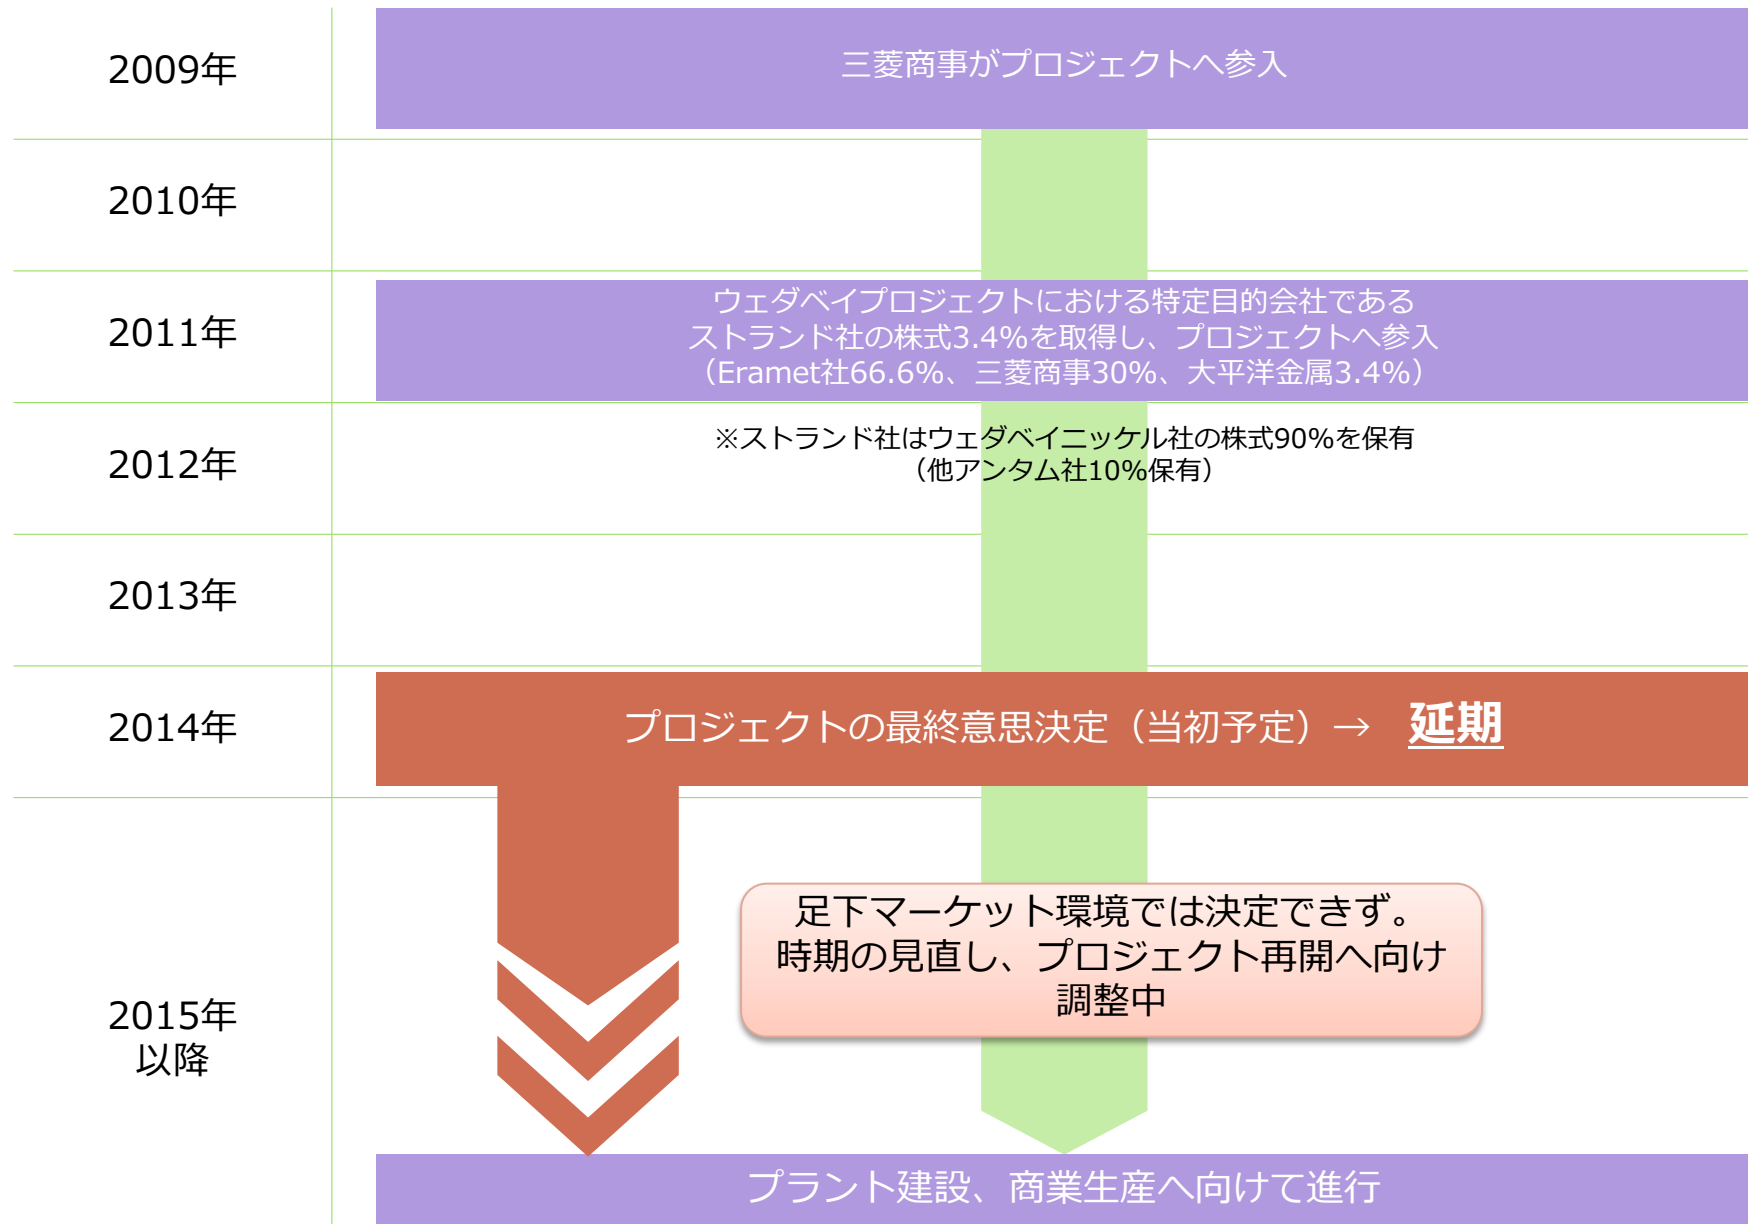 2009年
三菱商事がプロジェクトへ参入
2010年
2011年
ウェダベイプロジェクトにおける特定目的会社である
ストランド社の株式3.4%を取得し、プロジェクトへ参入
（Eramet社66.6%、三菱商事30%、大平洋金属3.4%）
2012年
※ストランド社はウェダベイニッケル社の株式90%を保有
（他アンタム社10%保有）
2013年
2014年
プロジェクトの最終意思決定（当初予定）→ 延期
2015年
以降
足下マーケット環境では決定できず。
時期の見直し、プロジェクト再開へ向け
調整中
プラント建設、商業生産へ向けて進行